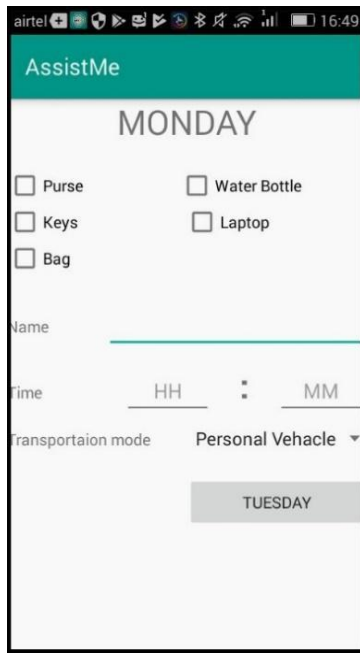 airtel 16:49
AssistMe
MONDAY
Purse Water Bottle
Keys Laptop
Bag
Name
Time HH : MM
Transportaion mode Personal Vehacle
TUESDAY